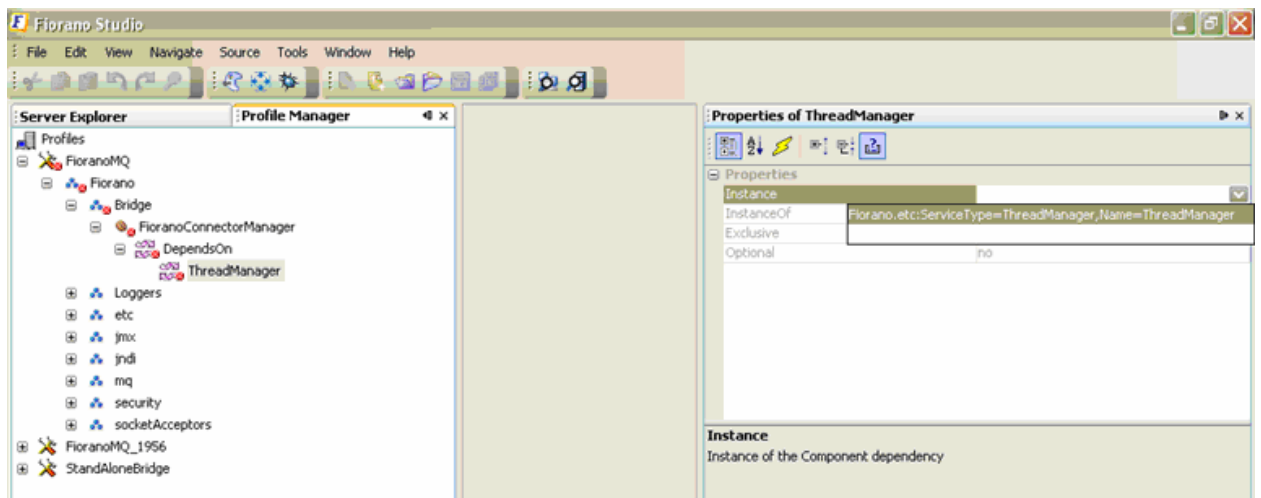 Fiorano Studio
File Edit View Navigate Source Tools Window Help
Server Explorer
Profile Manager
Profiles
FioranoMQ
Fiorano
Bridge
FioranoConnectorManager
DependsOn
ThreadManager
Loggers
etc
jmx
jndi
mq
security
socketAcceptors
FioranoMQ_1956
StandAloneBridge
Properties of ThreadManager
Properties
Instance
InstanceOf
Fiorano.etc:ServiceType=ThreadManager,Name=ThreadManager
Exclusive
Optional no
Instance
Instance of the Component dependency